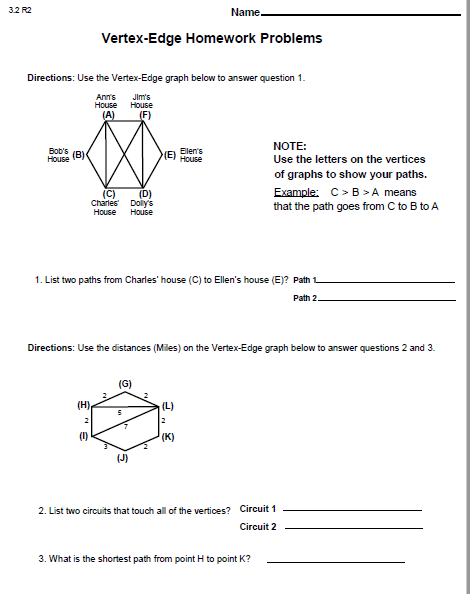 3.2 R2
Name
Vertex-Edge Homework Problems
Directions: Use the Vertex-Edge graph below to answer question 1.
Ann's House (A)
Jim's House (F)
Bob's House (B)
(E) Ellen's House
(C) Charles' House
(D) Dolly's House
NOTE:
Use the letters on the vertices
of graphs to show your paths.
Example: C > B > A means
that the path goes from C to B to A
1. List two paths from Charles' house (C) to Ellen's house (E)? Path 1
Path 2
Directions: Use the distances (Miles) on the Vertex-Edge graph below to answer questions 2 and 3.
(G)
2 2
(H) 5 (L)
2 7 2
(I) (K)
3 2
(J)
2. List two circuits that touch all of the vertices? Circuit 1
Circuit 2
3. What is the shortest path from point H to point K?